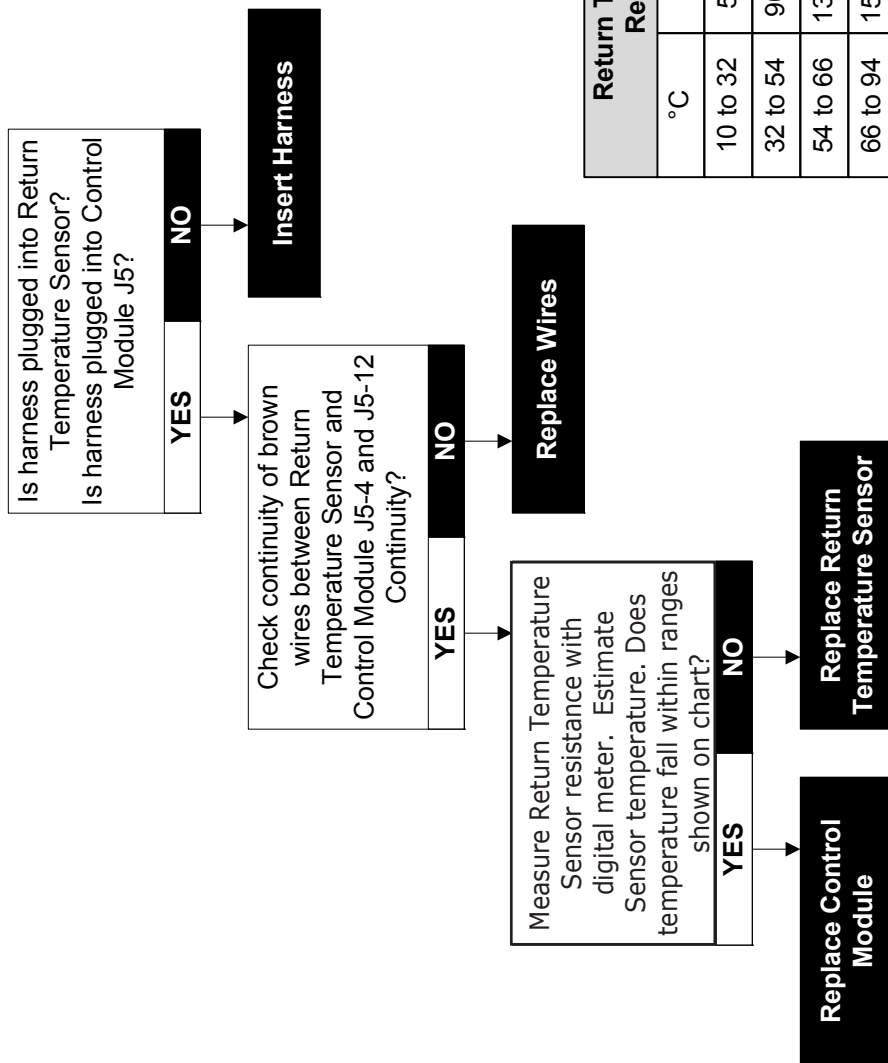 Is harness plugged into Return
Temperature Sensor?
Is harness plugged into Control
Module J5?
YES
NO
Insert Harness
Check continuity of brown
wires between Return
Temperature Sensor and
Control Module J5-4 and J5-12
Continuity?
YES
NO
Replace Wires
Measure Return Temperature
Sensor resistance with
digital meter. Estimate
Sensor temperature. Does
temperature fall within ranges
shown on chart?
YES
NO
Replace Control
Module
Replace Return
Temperature Sensor
Return
°C
10 to 32
32 to 54
54 to 66
66 to 94